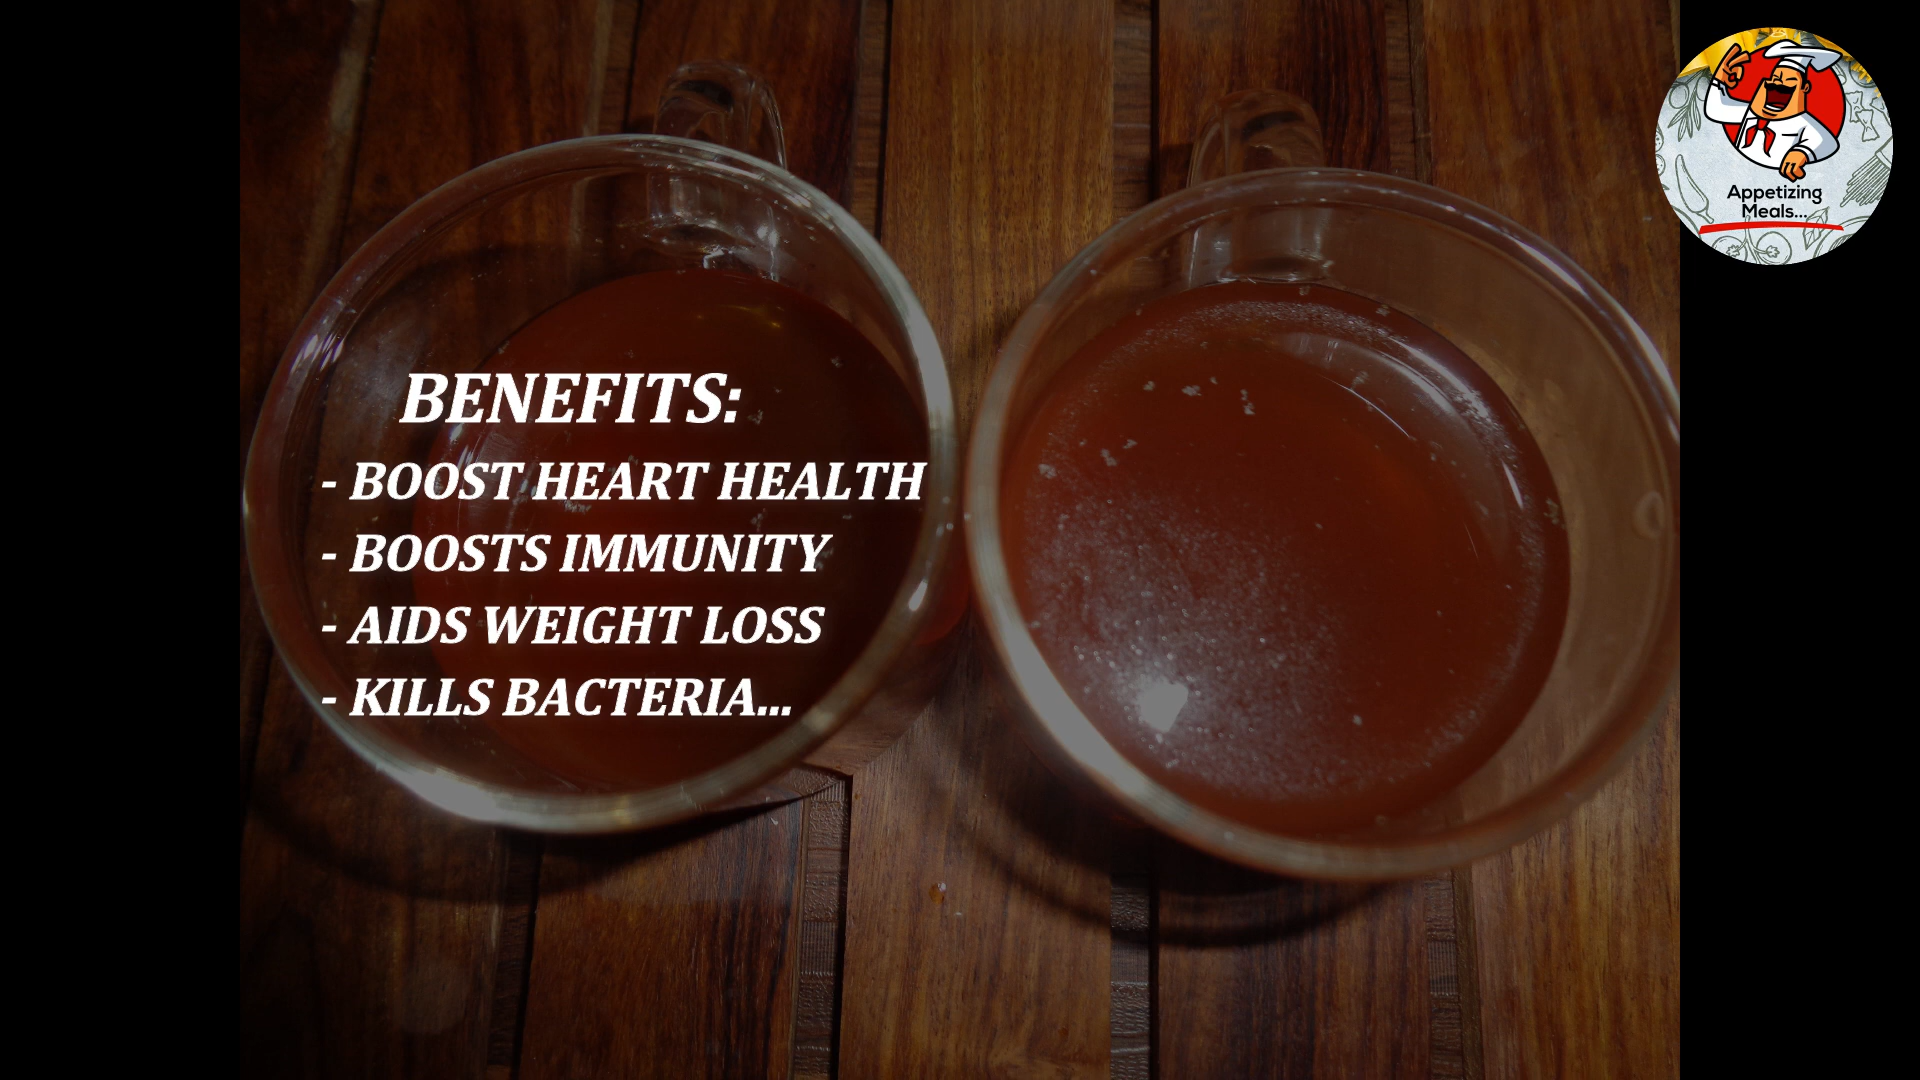 BENEFITS:
- BOOST HEART HEALTH
- BOOSTS IMMUNITY
- AIDS WEIGHT LOSS
- KILLS BACTERIA...
Appetizing
Meals...